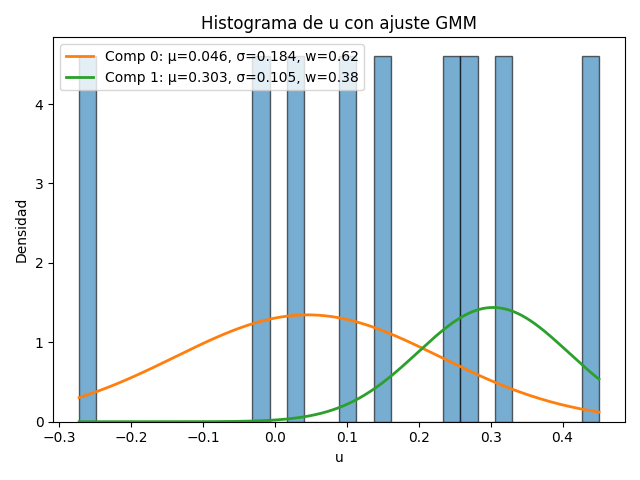 Histograma de u con ajuste GMM
Comp 0: μ=0.046, σ=0.184, w=0.62
Comp 1: μ=0.303, σ=0.105, w=0.38
Densidad
4
3
2
1
0
−0.3
−0.2
−0.1
0.0
0.1
0.2
0.3
0.4
u